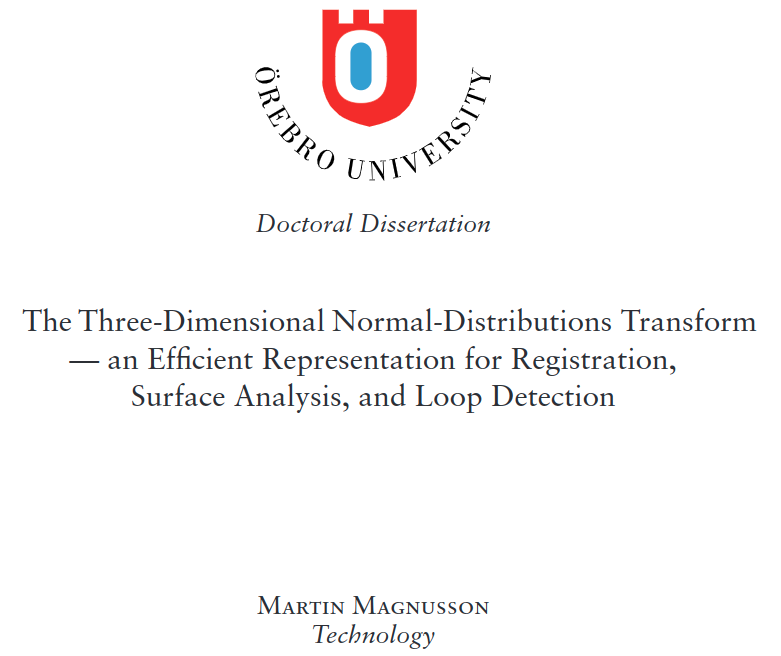 ÖREBRO UNIVERSITY
Doctoral Dissertation
The Three-Dimensional Normal-Distributions Transform
— an Efficient Representation for Registration,
Surface Analysis, and Loop Detection
Martin Magnusson
Technology